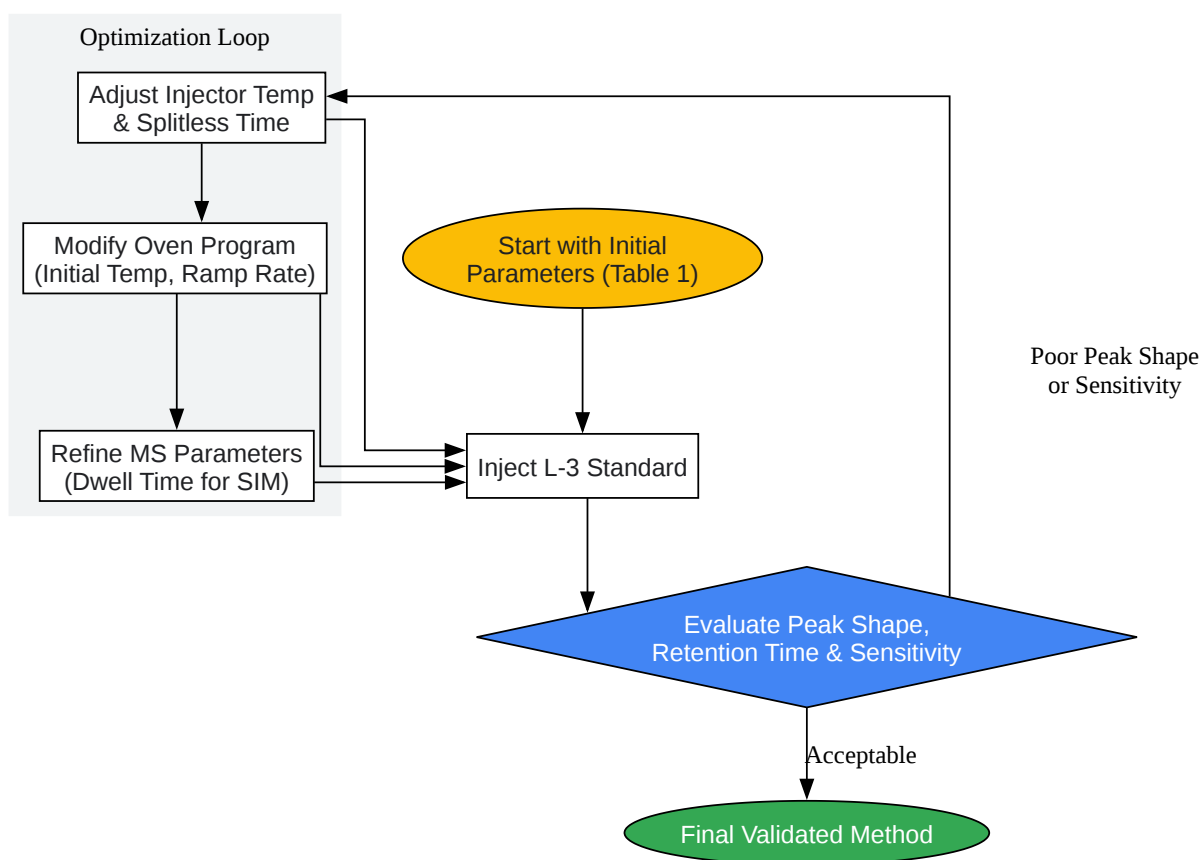 Optimization Loop
Adjust Injector Temp
& Splitless Time
Modify Oven Program
(Initial Temp, Ramp Rate)
Start with Initial
Parameters (Table 1)
Poor Peak Shape
or Sensitivity
Refine MS Parameters
(Dwell Time for SIM)
Inject L-3 Standard
Evaluate Peak Shape,
Retention Time & Sensitivity
Acceptable
Final Validated Method